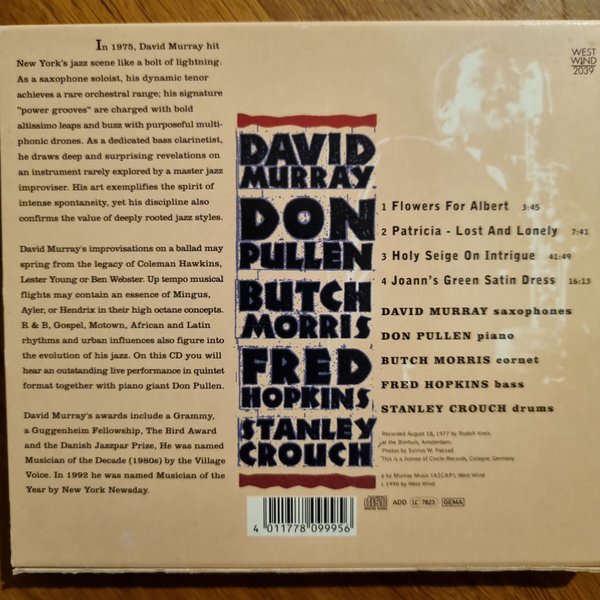 In 1975, David Murray hit
New York's jazz scene like a bolt of lightning.
As a saxophone soloist, his dynamic tenor
achieves a rare orchestral range; his signature
"power grooves" are charged with bold
altissimo leaps and buzz with purposeful multi-
phonic drones. As a dedicated bass clarinetist,
he draws deep and surprising revelations on
an instrument rarely explored by a master jazz
improviser. His art exemplifies the spirit of
intense spontaneity, yet his discipline also
confirms the value of deeply rooted jazz styles.
David Murray's improvisations on a ballad may
spring from the legacy of Coleman Hawkins,
Lester Young or Ben Webster. Up tempo musical
flights may contain an essence of Mingus,
Ayler, or Hendrix in their high octane concepts.
R & B, Gospel, Motown, African and Latin
rhythms and urban influences also figure into
the evolution of his jazz. On this CD you will
hear an outstanding live performance in quintet
format together with piano giant Don Pullen.
David Murray's awards include a Grammy,
a Guggenheim Fellowship, The Bird Award
and the Danish Jazzpar Prize, He was named
Musician of the Decade (1980s) by the Village
Voice. In 1992 he was named Musician of the
Year by New York Newsday.
DAVID
MURRAY
DON
PULLEN
BUTCH
MORRIS
FRED
HOPKINS
STANLEY
CROUCH
4 011778 099956
WEST
WIND
2039
1 Flowers For Albert 3:45
2 Patricia - Lost And Lonely 7:41
3 Holy Seige On Intrigue 41:49
4 Joann's Green Satin Dress 16:13
DAVID MURRAY saxophones
DON PULLEN piano
BUTCH MORRIS cornet
FRED HOPKINS bass
STANLEY CROUCH drums
Recorded August 18, 1977 by Rudolf Kreis
at the Bimhuis, Amsterdam.
Photos by Ssirius W. Pakzad
This is a license of Circle-Records, Cologne, Germany
p by Murray Music (ASCAP), West Wind
c 1990 by West Wind.
COMPACT disc DIGITAL AUDIO ADD LC 7823 GEMA